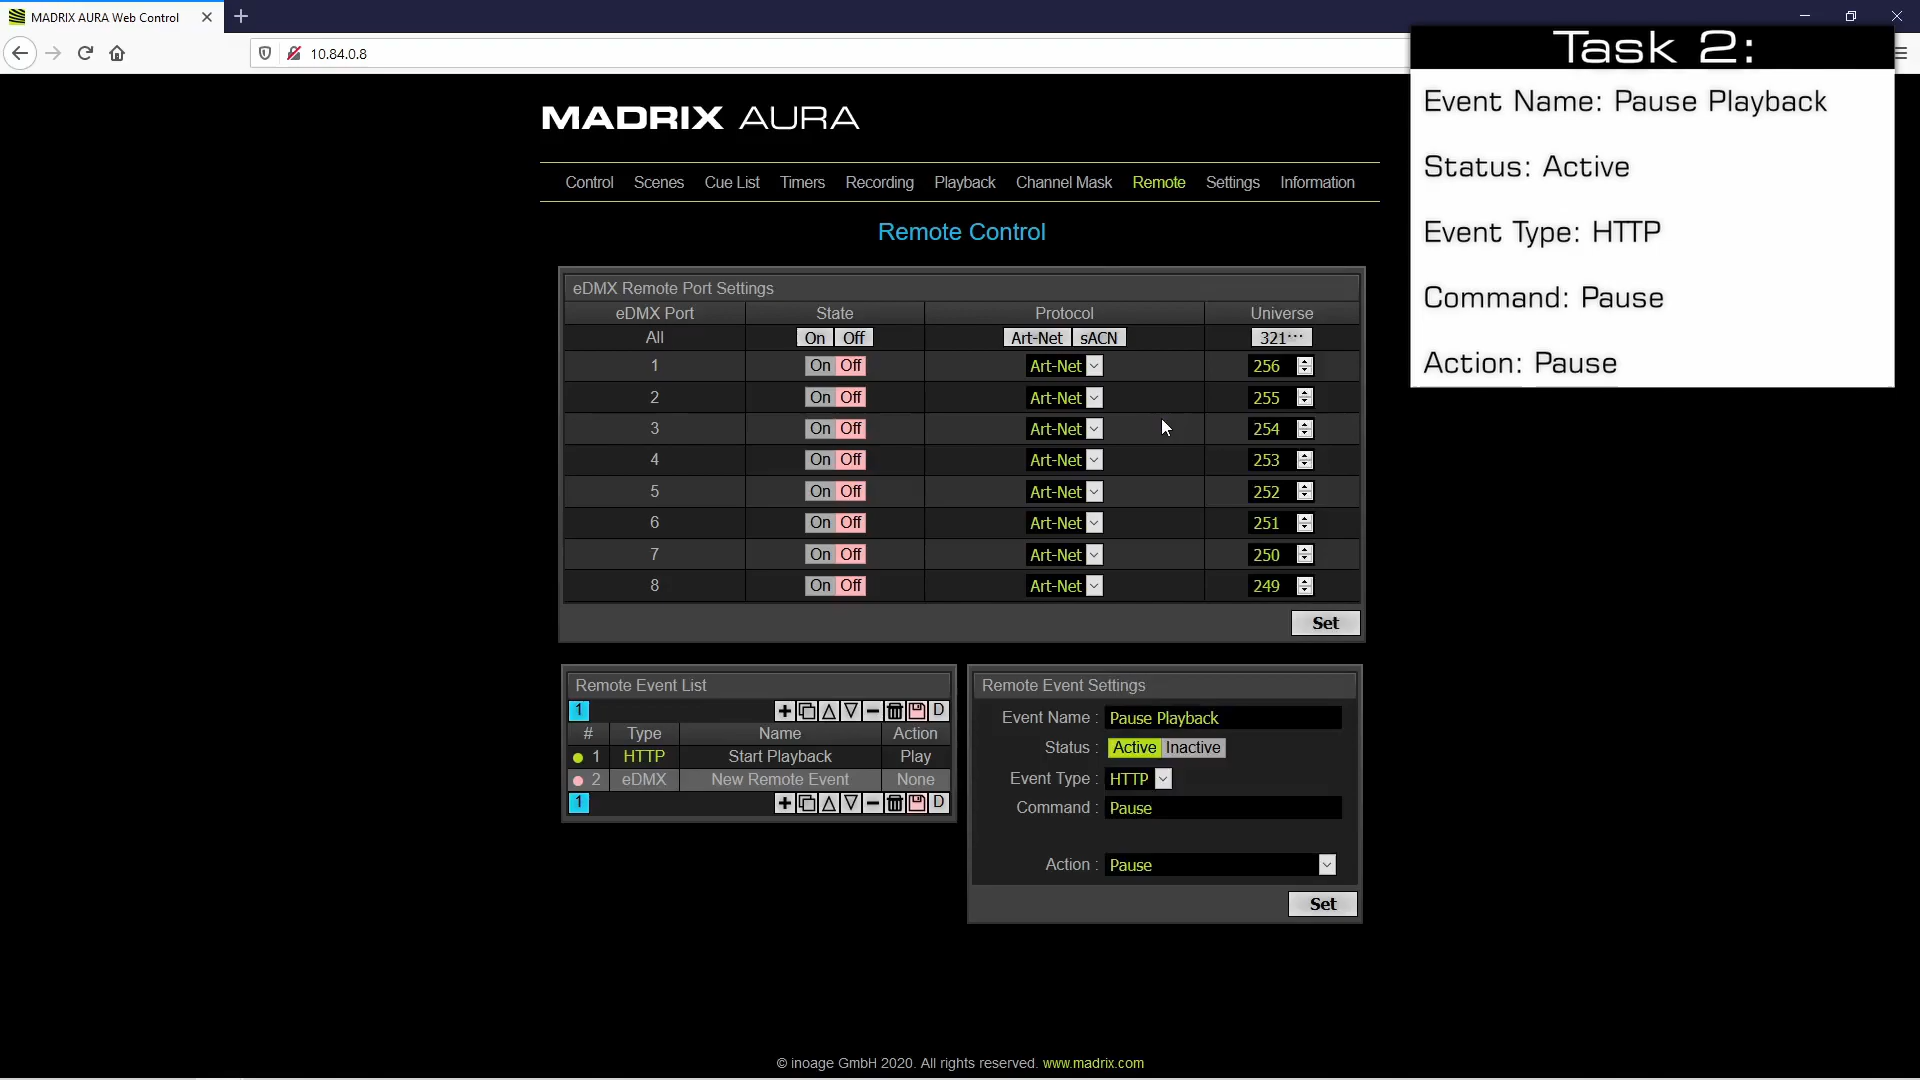 MADRIX AURA Web Control
10.84.0.8
Task 2:
Event Name: Pause Playback
Status: Active
Event Type: HTTP
Command: Pause
Action: Pause
MADRIX AURA
Control Scenes Cue List Timers Recording Playback Channel Mask Remote Settings Information
Remote Control
eDMX Remote Port Settings
eDMX Port State Protocol Universe
All On Off Art-Net sACN 321...
1 On Off Art-Net 256
2 On Off Art-Net 255
3 On Off Art-Net 254
4 On Off Art-Net 253
5 On Off Art-Net 252
6 On Off Art-Net 251
7 On Off Art-Net 250
8 On Off Art-Net 249
Set
Remote Event List
1 D
# Type Name Action
1 HTTP Start Playback Play
2 eDMX New Remote Event None
1 D
Remote Event Settings
Event Name : Pause Playback
Status : Active Inactive
Event Type : HTTP
Command : Pause
Action : Pause
Set
© inoage GmbH 2020. All rights reserved. www.madrix.com